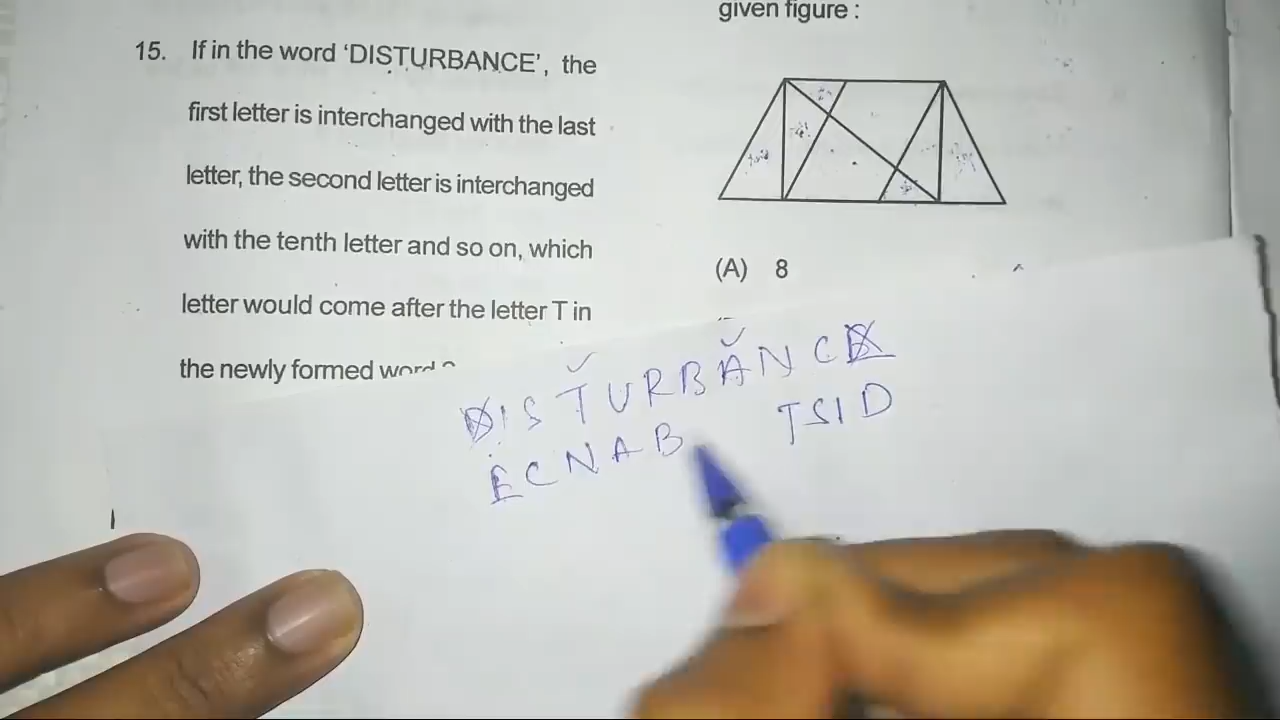 15. If in the word ‘DISTURBANCE’, the
first letter is interchanged with the last
letter, the second letter is interchanged
with the tenth letter and so on, which
letter would come after the letter T in
the newly formed word
given figure :
(A) 8
DISTURBANCE
ECNAB TSID